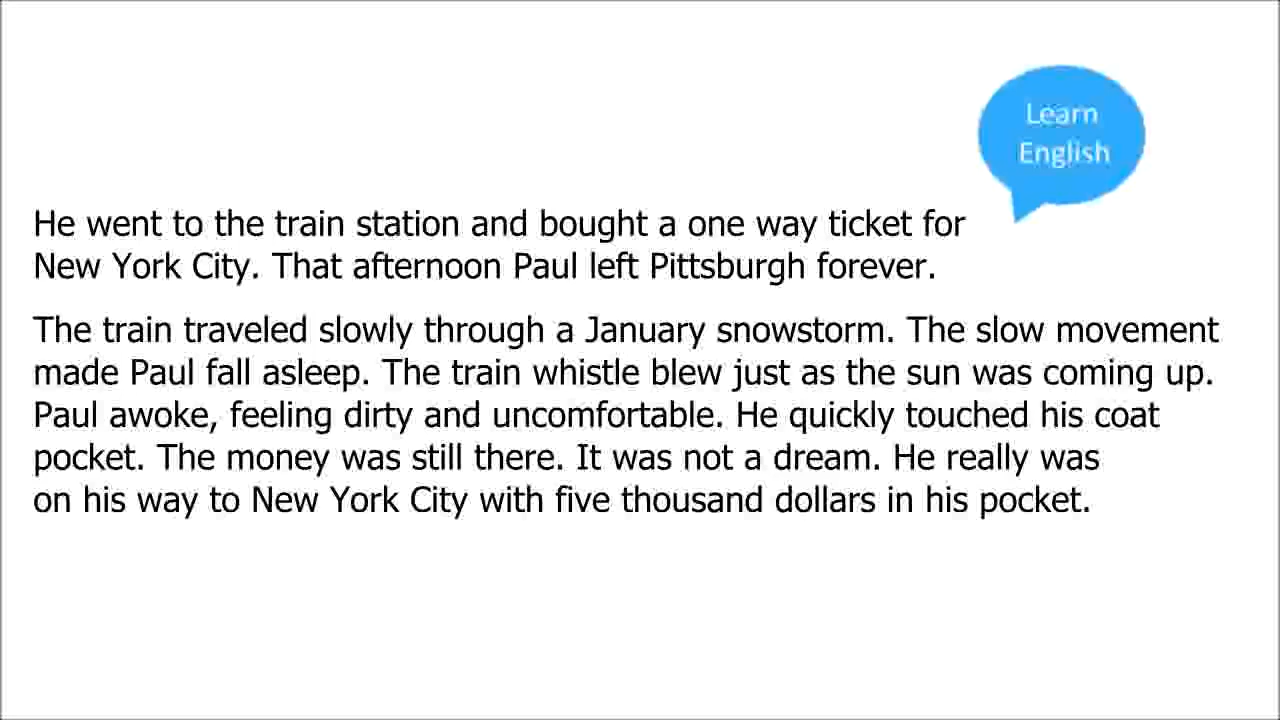 Learn
English
He went to the train station and bought a one way ticket for
New York City. That afternoon Paul left Pittsburgh forever.
The train traveled slowly through a January snowstorm. The slow movement
made Paul fall asleep. The train whistle blew just as the sun was coming up.
Paul awoke, feeling dirty and uncomfortable. He quickly touched his coat
pocket. The money was still there. It was not a dream. He really was
on his way to New York City with five thousand dollars in his pocket.